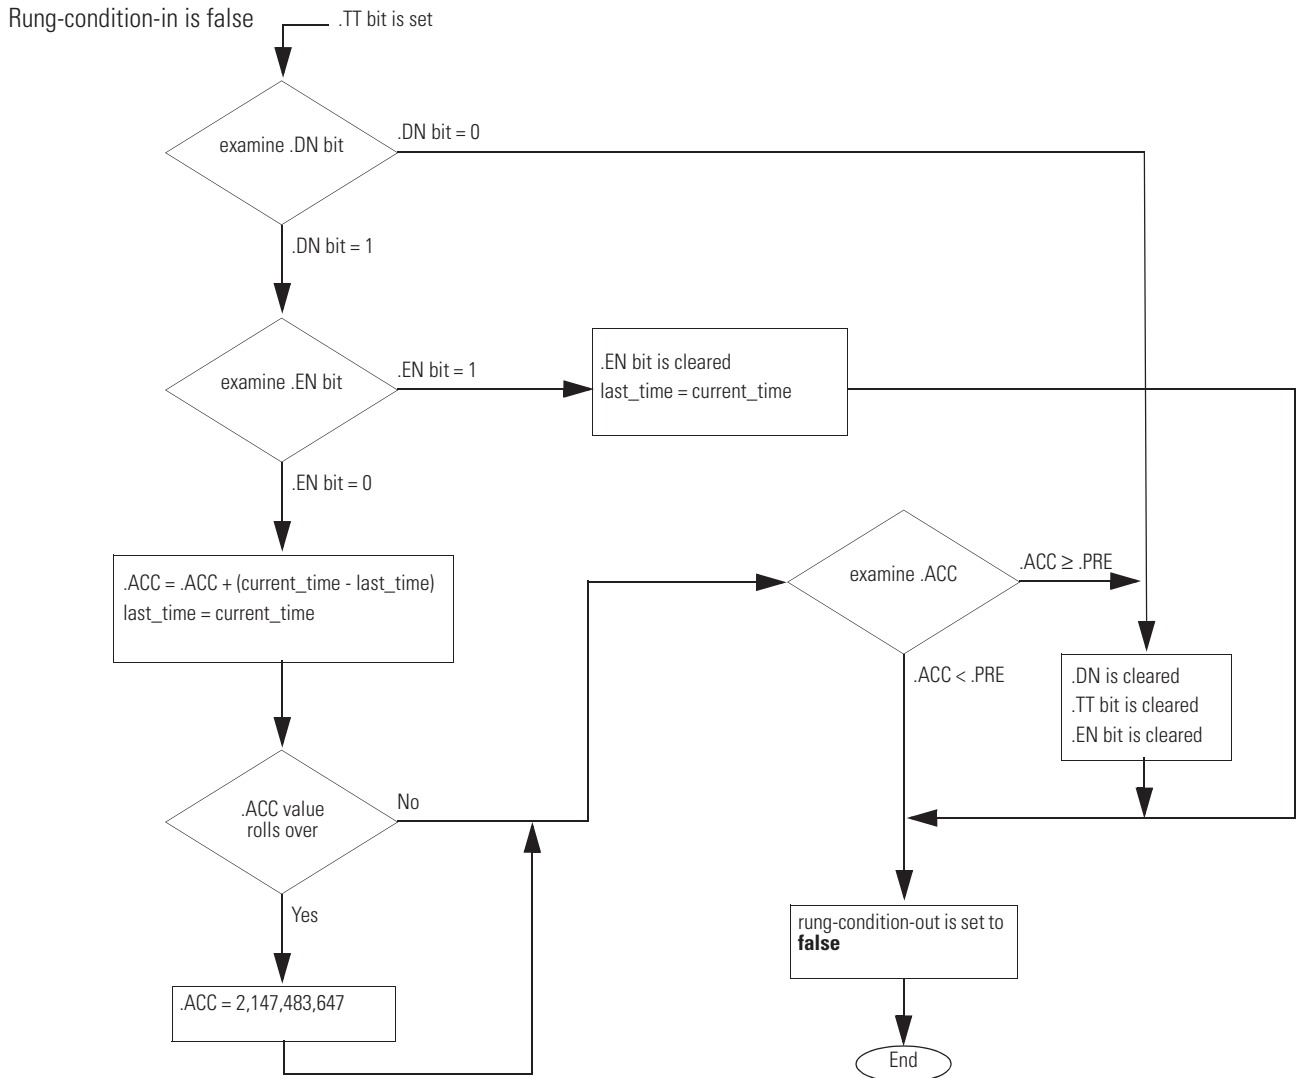 Rung-condition-in is false
.TT bit is set
examine .DN bit
.DN bit = 0
.DN bit = 1
examine .EN bit
.EN bit = 1
.EN bit is cleared
last_time = current_time
.EN bit = 0
.ACC = .ACC + (current_time - last_time)
last_time = current_time
examine .ACC
.ACC ≥ .PRE
.ACC < .PRE
.DN is cleared
.TT bit is cleared
.EN bit is cleared
.ACC value
rolls over
No
Yes
.ACC = 2,147,483,647
rung-condition-out is set to
false
End